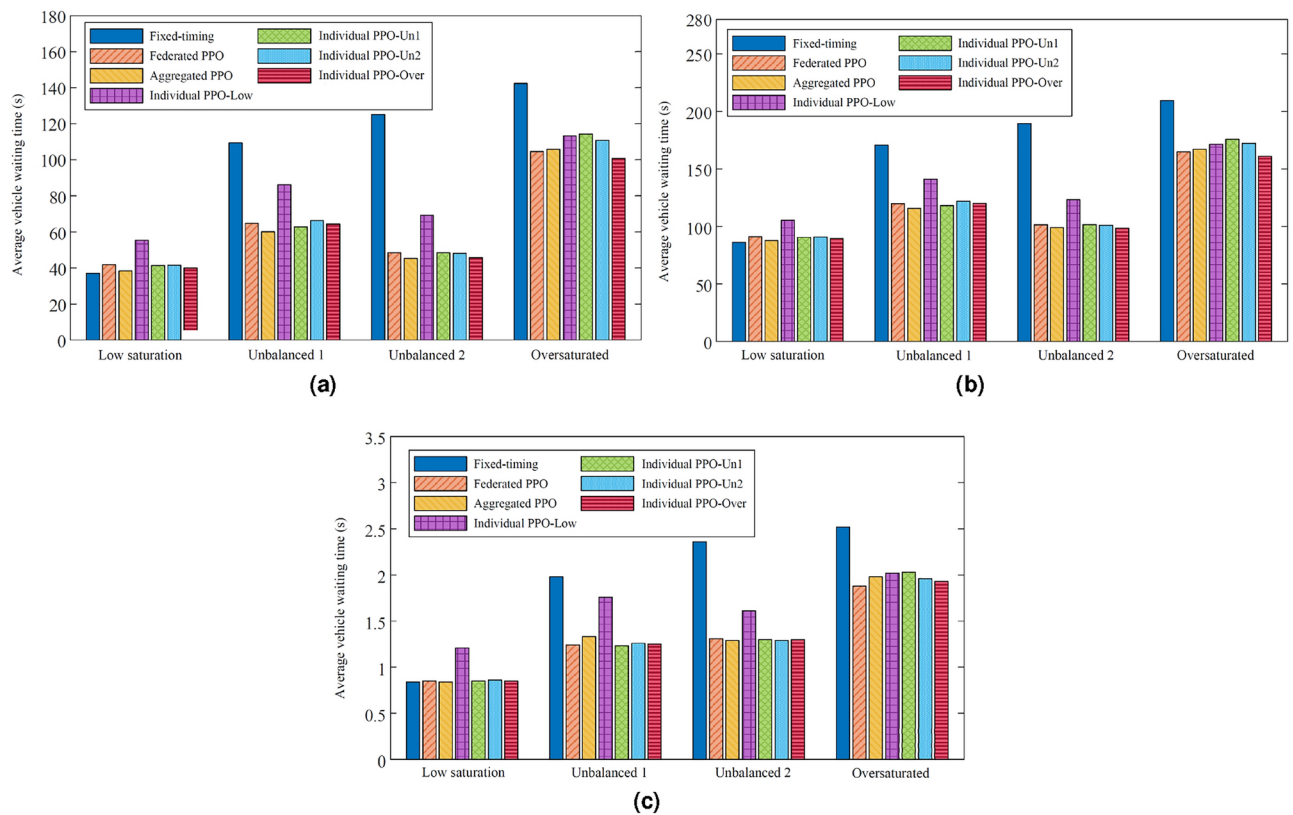 180
160
140
120
100
80
60
40
20
0
Average vehicle waiting time (s)
Fixed-timing
Federated PPO
Aggregated PPO
Individual PPO-Low
Individual PPO-Un1
Individual PPO-Un2
Individual PPO-Over
Low saturation
Unbalanced 1
Unbalanced 2
Oversaturated
(a)
280
250
200
150
100
50
0
Average vehicle waiting time (s)
Fixed-timing
Federated PPO
Aggregated PPO
Individual PPO-Low
Individual PPO-Un1
Individual PPO-Un2
Individual PPO-Over
Low saturation
Unbalanced 1
Unbalanced 2
Oversaturated
(b)
3.5
3
2.5
2
1.5
1
0.5
0
Average vehicle waiting time (s)
Fixed-timing
Federated PPO
Aggregated PPO
Individual PPO-Low
Individual PPO-Un1
Individual PPO-Un2
Individual PPO-Over
Low saturation
Unbalanced 1
Unbalanced 2
Oversaturated
(c)